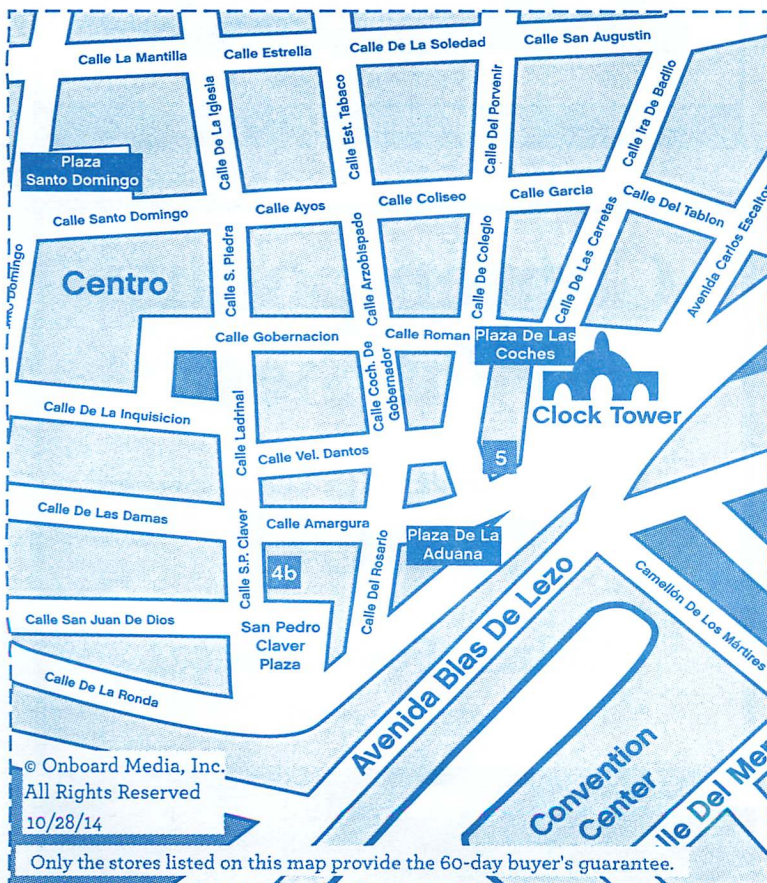 Calle La Mantilla
Calle Estrella
Calle De La Soledad
Calle San Augustin
Calle De La Iglesia
Calle Est. Tabaco
Calle Del Porvenir
Calle Ira De Badillo
Plaza
Santo Domingo
Calle Santo Domingo
Calle Ayos
Calle Coliseo
Calle Garcia
Calle Del Tablon
Domingo
Centro
Calle S. Piedra
Calle Arzobispado
Calle De Colegio
Calle De Las Carretas
Avenida Carlos Escallon
Calle Gobernacion
Calle Roman
Plaza De Las
Coches
Clock Tower
Calle De La Inquisicion
Calle Ladrinal
Calle Coch. De
Gobernador
Calle Vel. Dantos
5
Calle De Las Damas
Calle S.P. Claver
Calle Amargura
Plaza De La
Aduana
4b
Calle Del Rosario
Calle San Juan De Dios
San Pedro
Claver
Plaza
Calle De La Ronda
Avenida Blas De Lezo
Camellón De Los Mártires
Convention
Center
lle Del Mer
© Onboard Media, Inc.
All Rights Reserved
10/28/14
Only the stores listed on this map provide the 60-day buyer's guarantee.